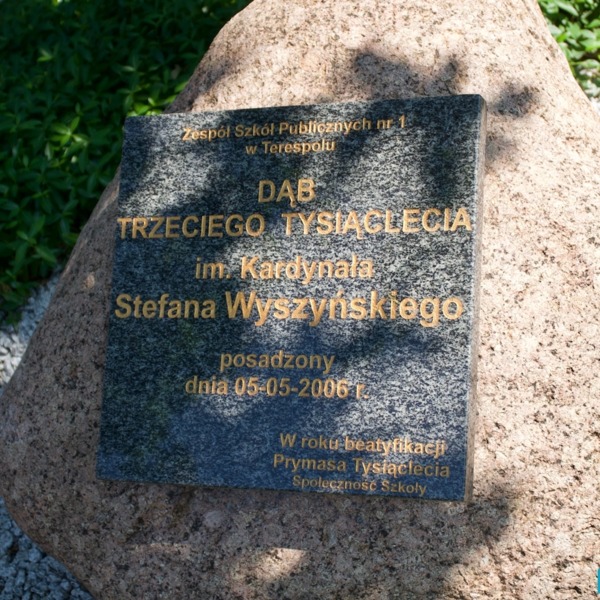 Zespół Szkół Publicznych nr 1
w Terespolu
DĄB
TRZECIEGO TYSIĄCLECIA
im. Kardynała
Stefana Wyszyńskiego
posadzony
dnia 05-05-2006 r.
W roku beatyfikacji
Prymasa Tysiąclecia
Społeczność Szkoły